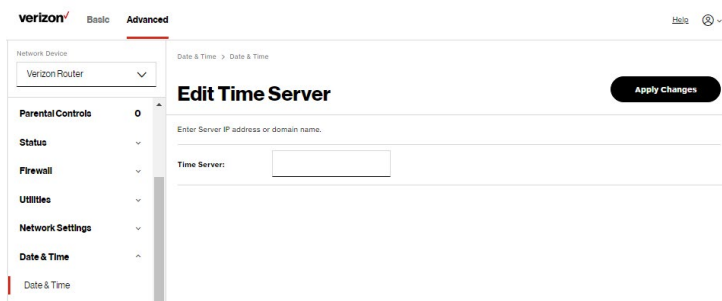 verizon✓ Basic Advanced Help
Network Device
Verizon Router
Parental Controls 0
Status
Firewall
Utilities
Network Settings
Date & Time
Date & Time
Date & Time > Date & Time
Edit Time Server
Apply Changes
Enter Server IP address or domain name.
Time Server: